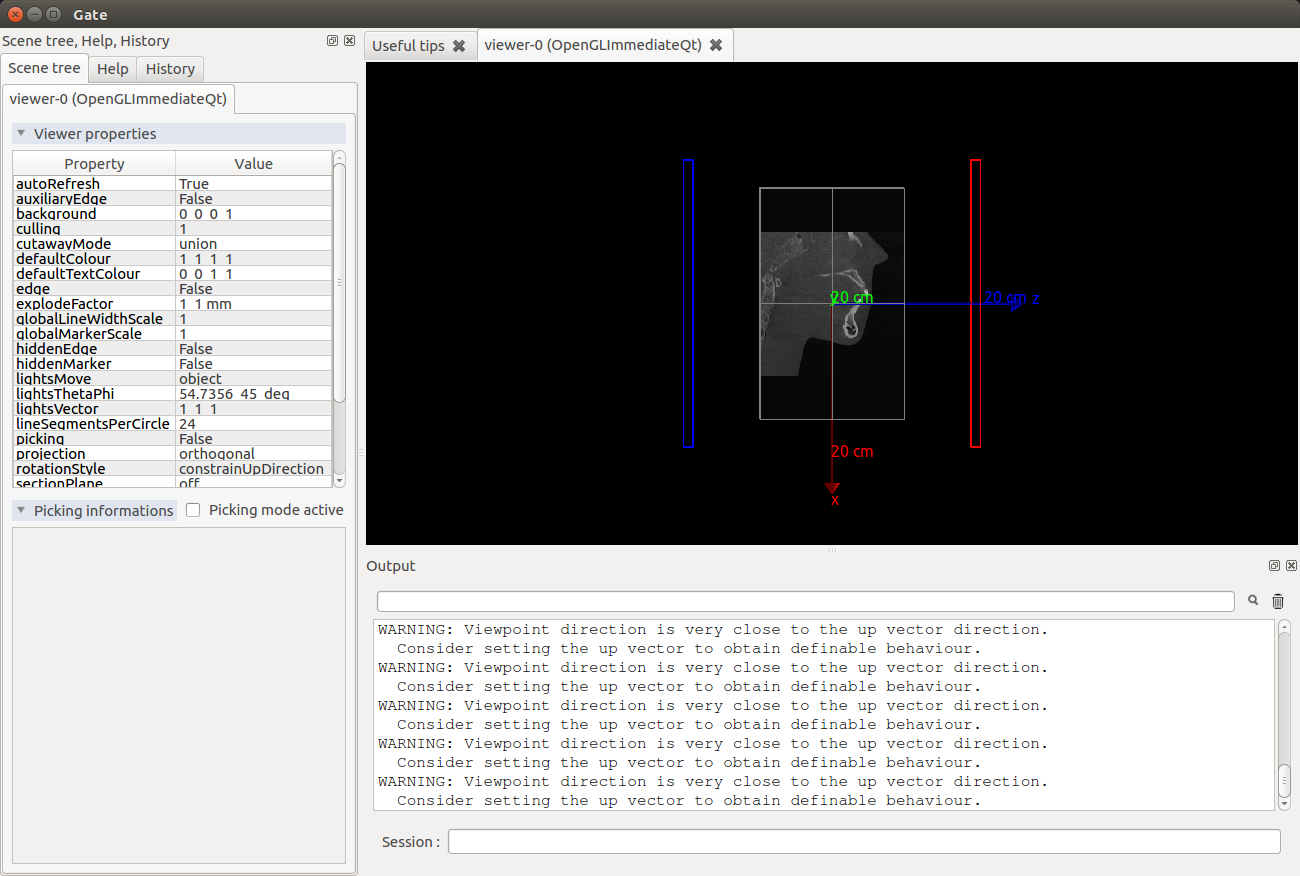 Gate
Scene tree, Help, History
Scene tree Help History
viewer-0 (OpenGLImmediateQt)
Viewer properties
Property Value
autoRefresh True
auxiliaryEdge False
background 0 0 0 1
culling 1
cutawayMode union
defaultColour 1 1 1 1
defaultTextColour 0 0 1 1
edge False
explodeFactor 1 1 mm
globalLineWidthScale 1
globalMarkerScale 1
hiddenEdge False
hiddenMarker False
lightsMove object
lightsThetaPhi 54.7356 45 deg
lightsVector 1 1 1
lineSegmentsPerCircle 24
picking False
projection orthogonal
rotationStyle constrainUpDirection
sectionPlane off
Picking informations Picking mode active
Useful tips viewer-0 (OpenGLImmediateQt)
y 20 cm
20 cm z
20 cm
x
Output
WARNING: Viewpoint direction is very close to the up vector direction.
Consider setting the up vector to obtain definable behaviour.
WARNING: Viewpoint direction is very close to the up vector direction.
Consider setting the up vector to obtain definable behaviour.
WARNING: Viewpoint direction is very close to the up vector direction.
Consider setting the up vector to obtain definable behaviour.
WARNING: Viewpoint direction is very close to the up vector direction.
Consider setting the up vector to obtain definable behaviour.
WARNING: Viewpoint direction is very close to the up vector direction.
Consider setting the up vector to obtain definable behaviour.
Session :